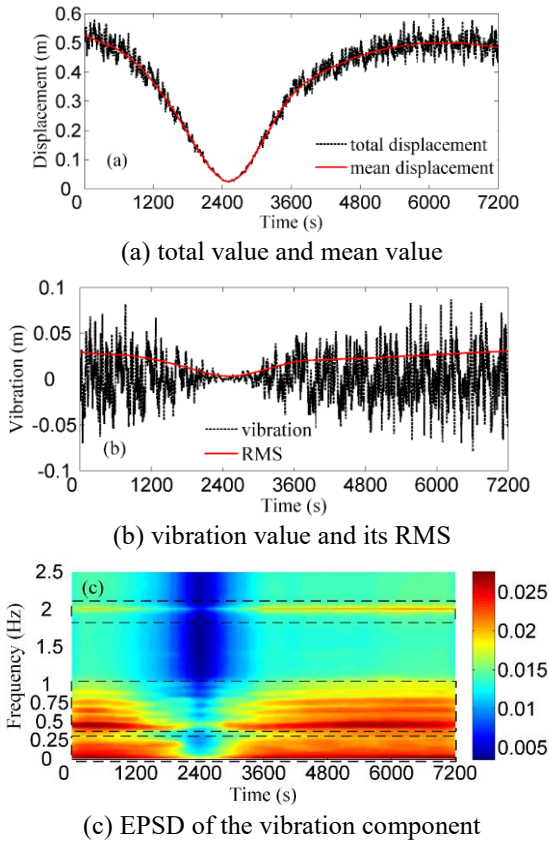 0.6
0.5
0.4
0.3
0.2
0.1
0
Displacement (m)
(a)
total displacement
mean displacement
0 1200 2400 3600 4800 6000 7200
Time (s)
(a) total value and mean value
0.1
0.05
0
-0.05
-0.1
Vibration (m)
(b)
vibration
RMS
0 1200 2400 3600 4800 6000 7200
Time (s)
(b) vibration value and its RMS
2.5
2
1.5
1
0.75
0.5
0.25
0
Frequency (Hz)
(c)
0.025
0.02
0.015
0.01
0.005
0 1200 2400 3600 4800 6000 7200
Time (s)
(c) EPSD of the vibration component